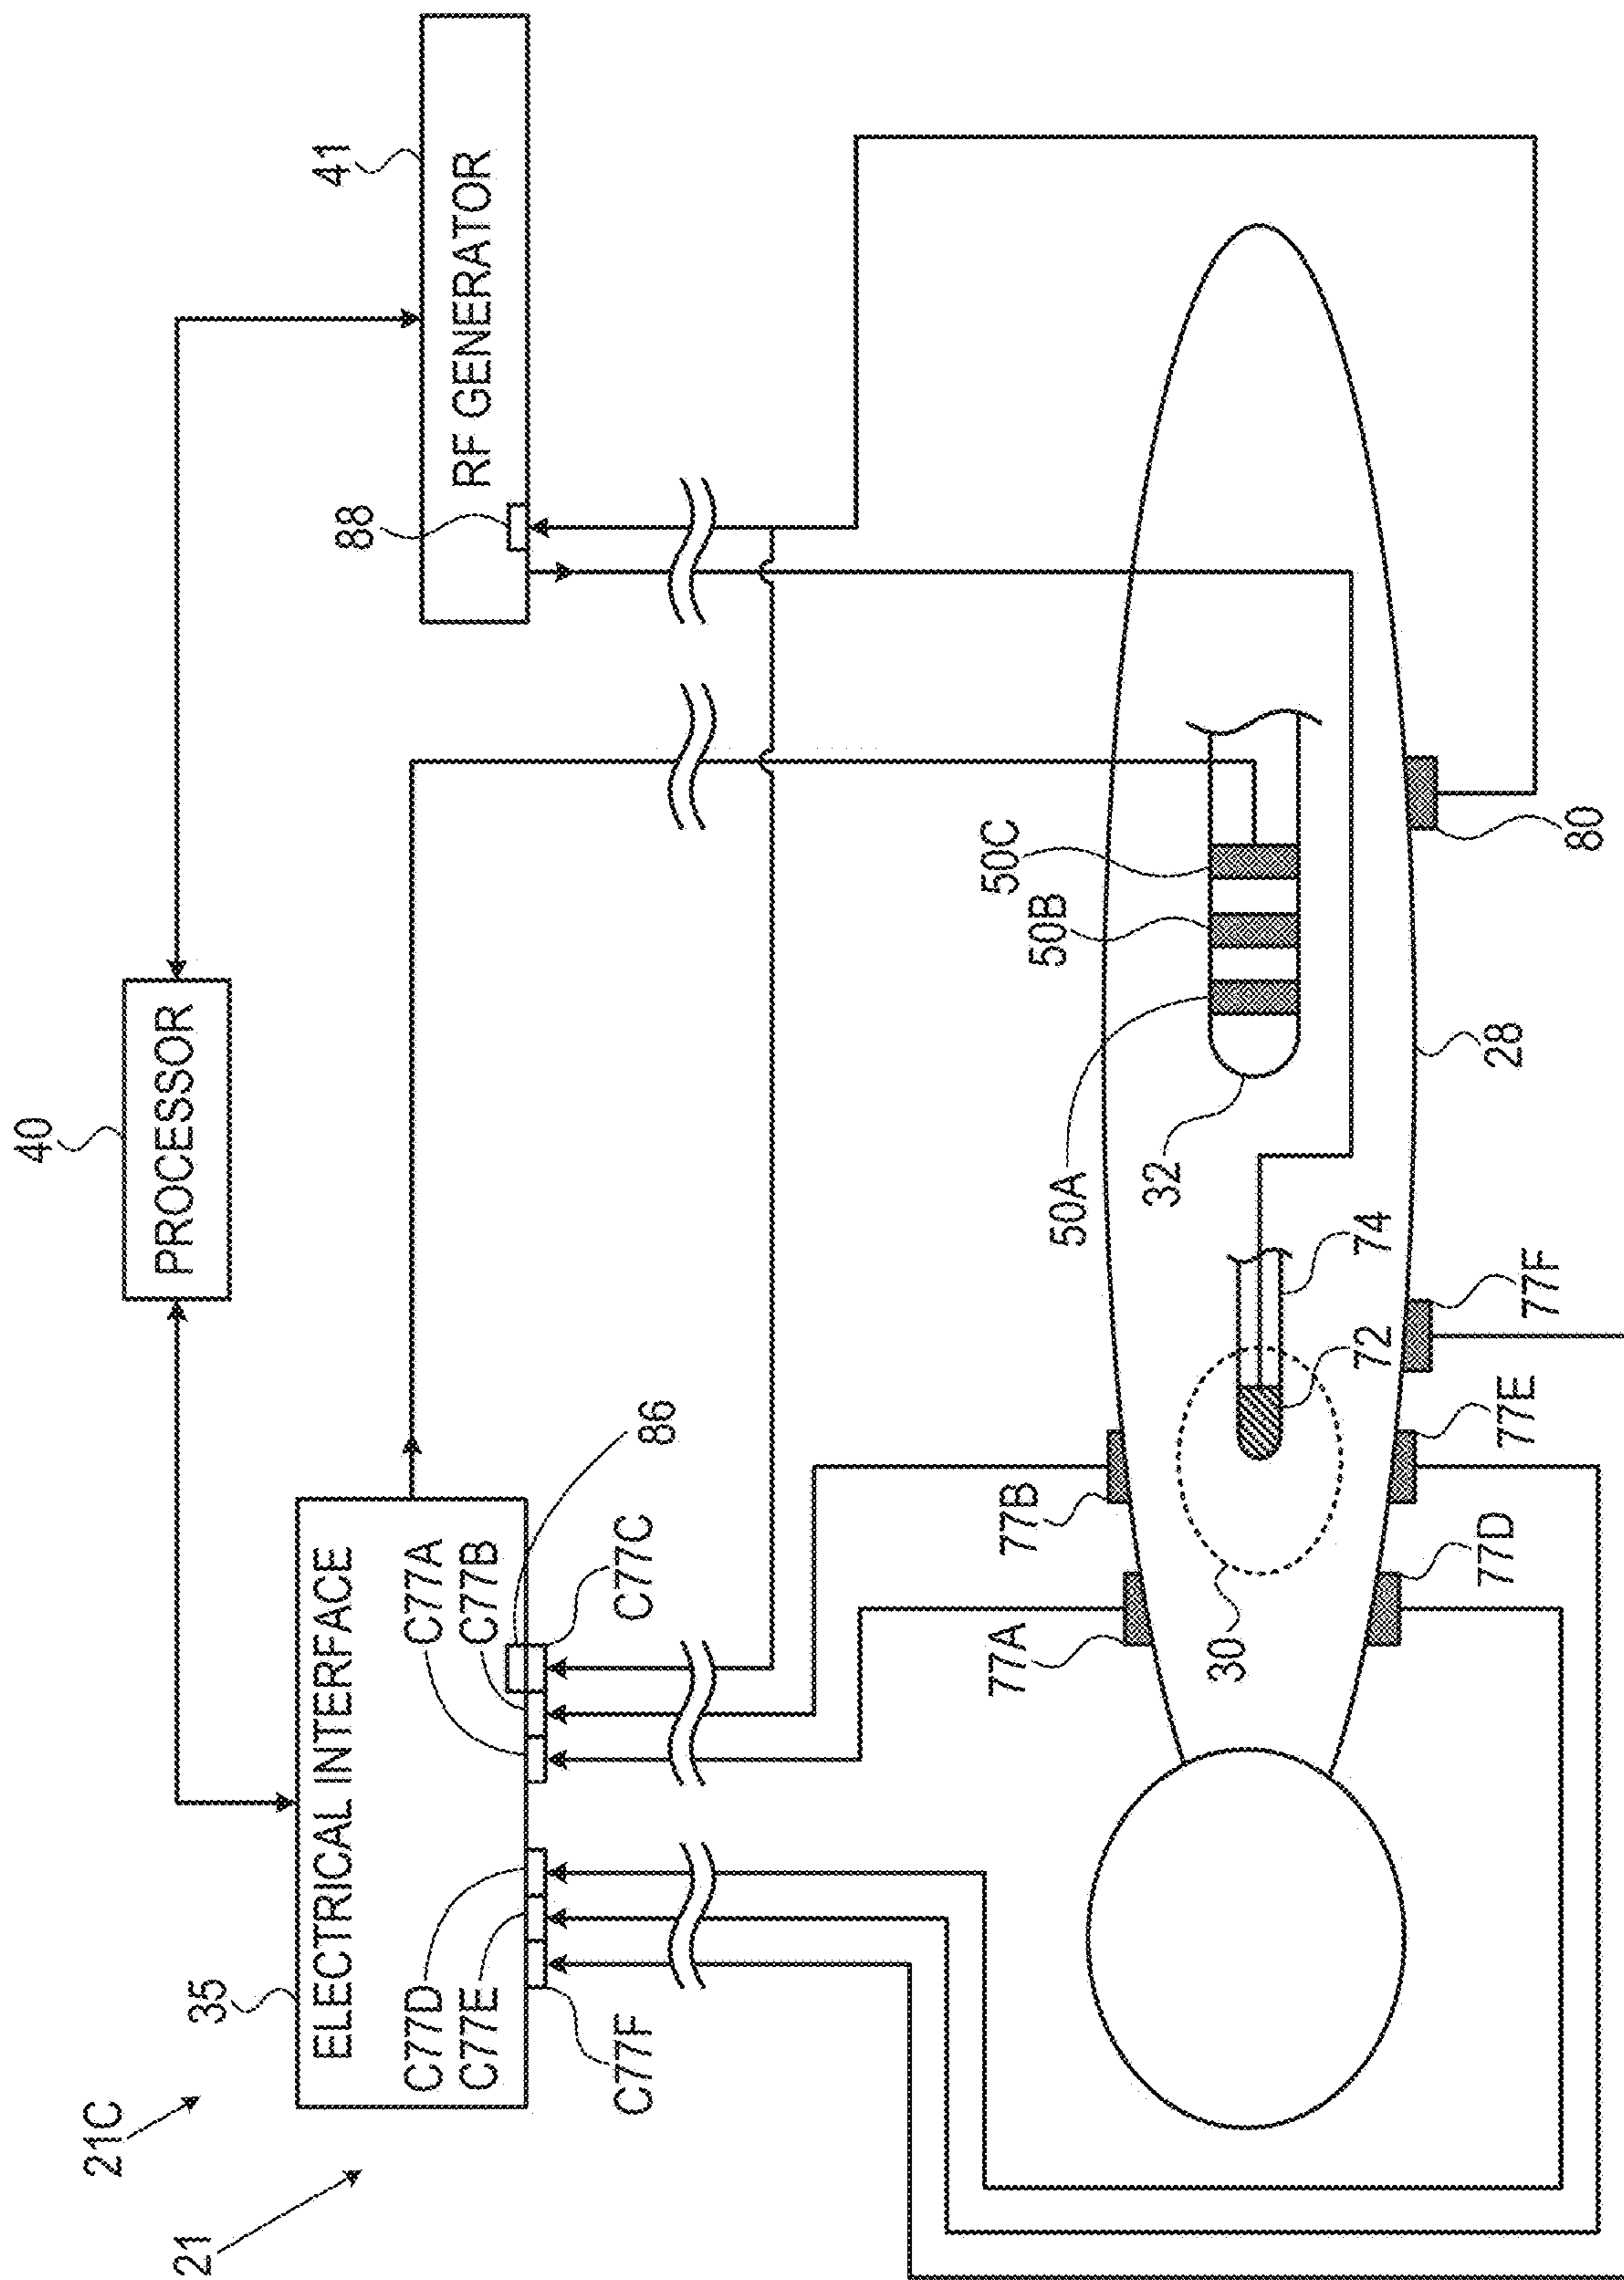 21
21C
35
ELECTRICAL INTERFACE
C77D
C77E
C77F
C77A
C77B
C77C
86
40
PROCESSOR
41
RF GENERATOR
88
77A
77B
30
77D
77E
77F
72
74
32
50A
50B
50C
28
80